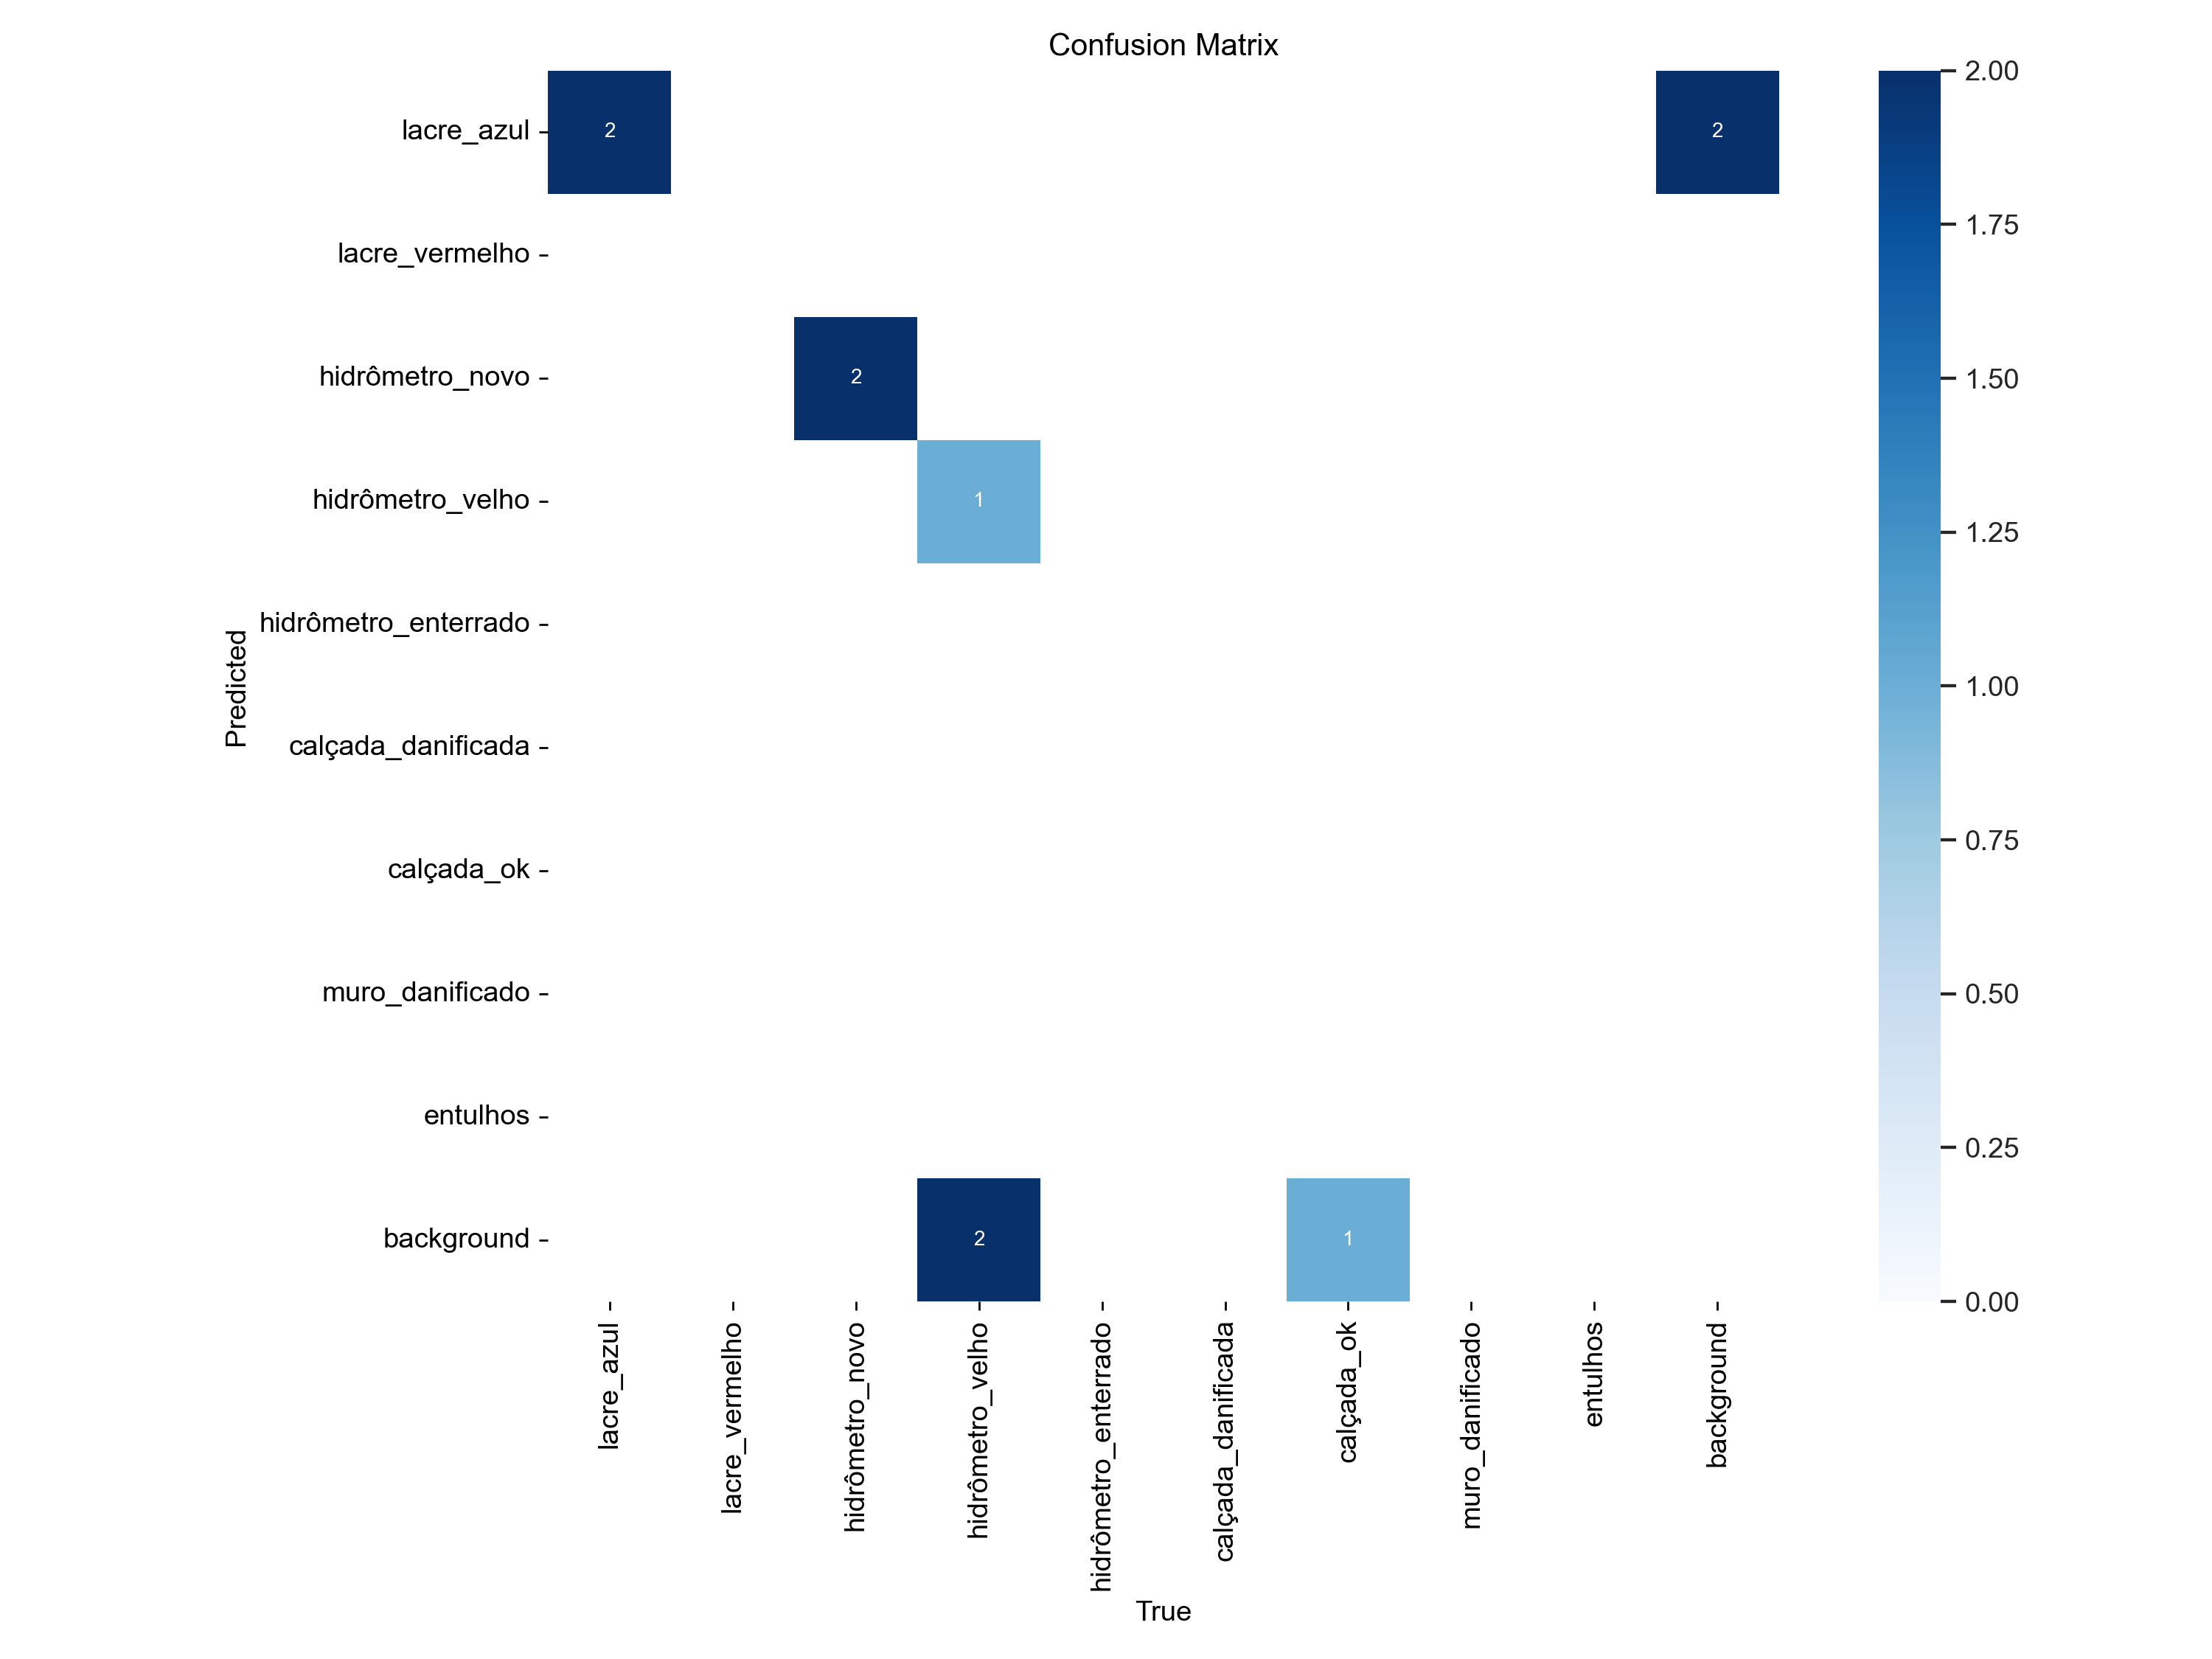 Confusion Matrix
lacre_azul
lacre_vermelho
hidrômetro_novo
hidrômetro_velho
hidrômetro_enterrado
calçada_danificada
calçada_ok
muro_danificado
entulhos
background
Predicted
2
2
2
1
2
1
lacre_azul
lacre_vermelho
hidrômetro_novo
hidrômetro_velho
hidrômetro_enterrado
calçada_danificada
calçada_ok
muro_danificado
entulhos
background
True
2.00
1.75
1.50
1.25
1.00
0.75
0.50
0.25
0.00